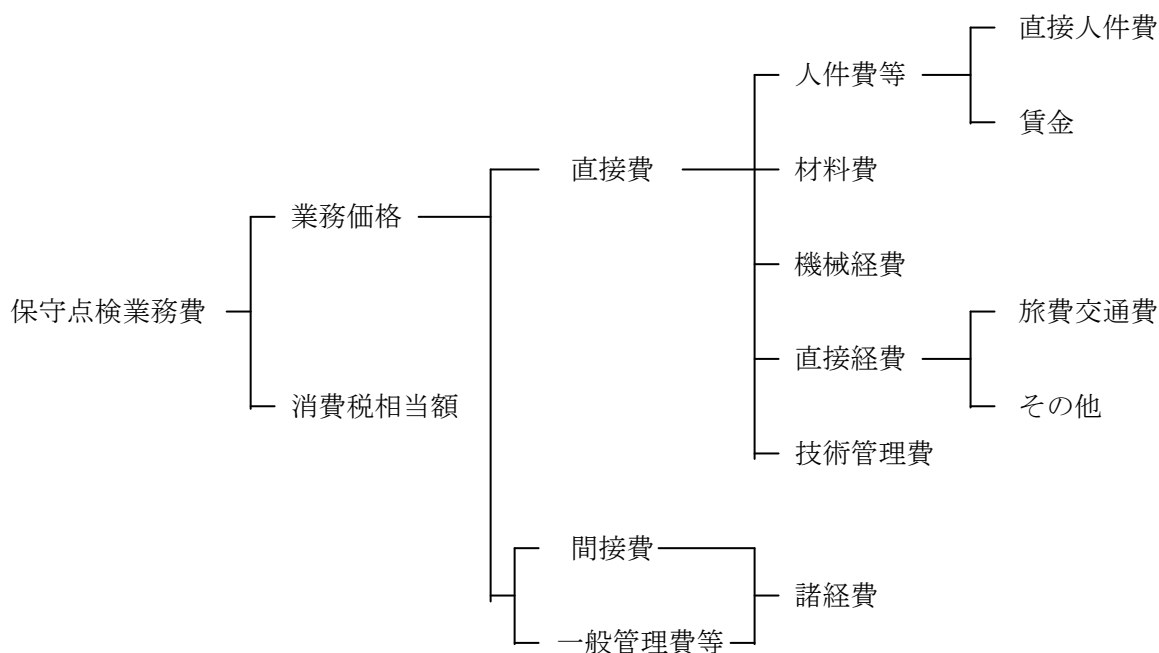 直接人件費
人件費等
賃金
直接費
材料費
業務価格
機械経費
保守点検業務費
旅費交通費
直接経費
消費税相当額
その他
技術管理費
間接費
諸経費
一般管理費等